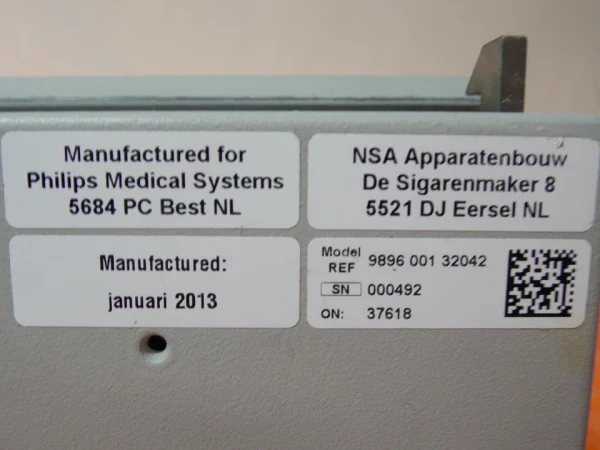 Manufactured for
Philips Medical Systems
5684 PC Best NL
NSA Apparatenbouw
De Sigarenmaker 8
5521 DJ Eersel NL
Manufactured:
januari 2013
Model
REF 9896 001 32042
SN 000492
ON: 37618